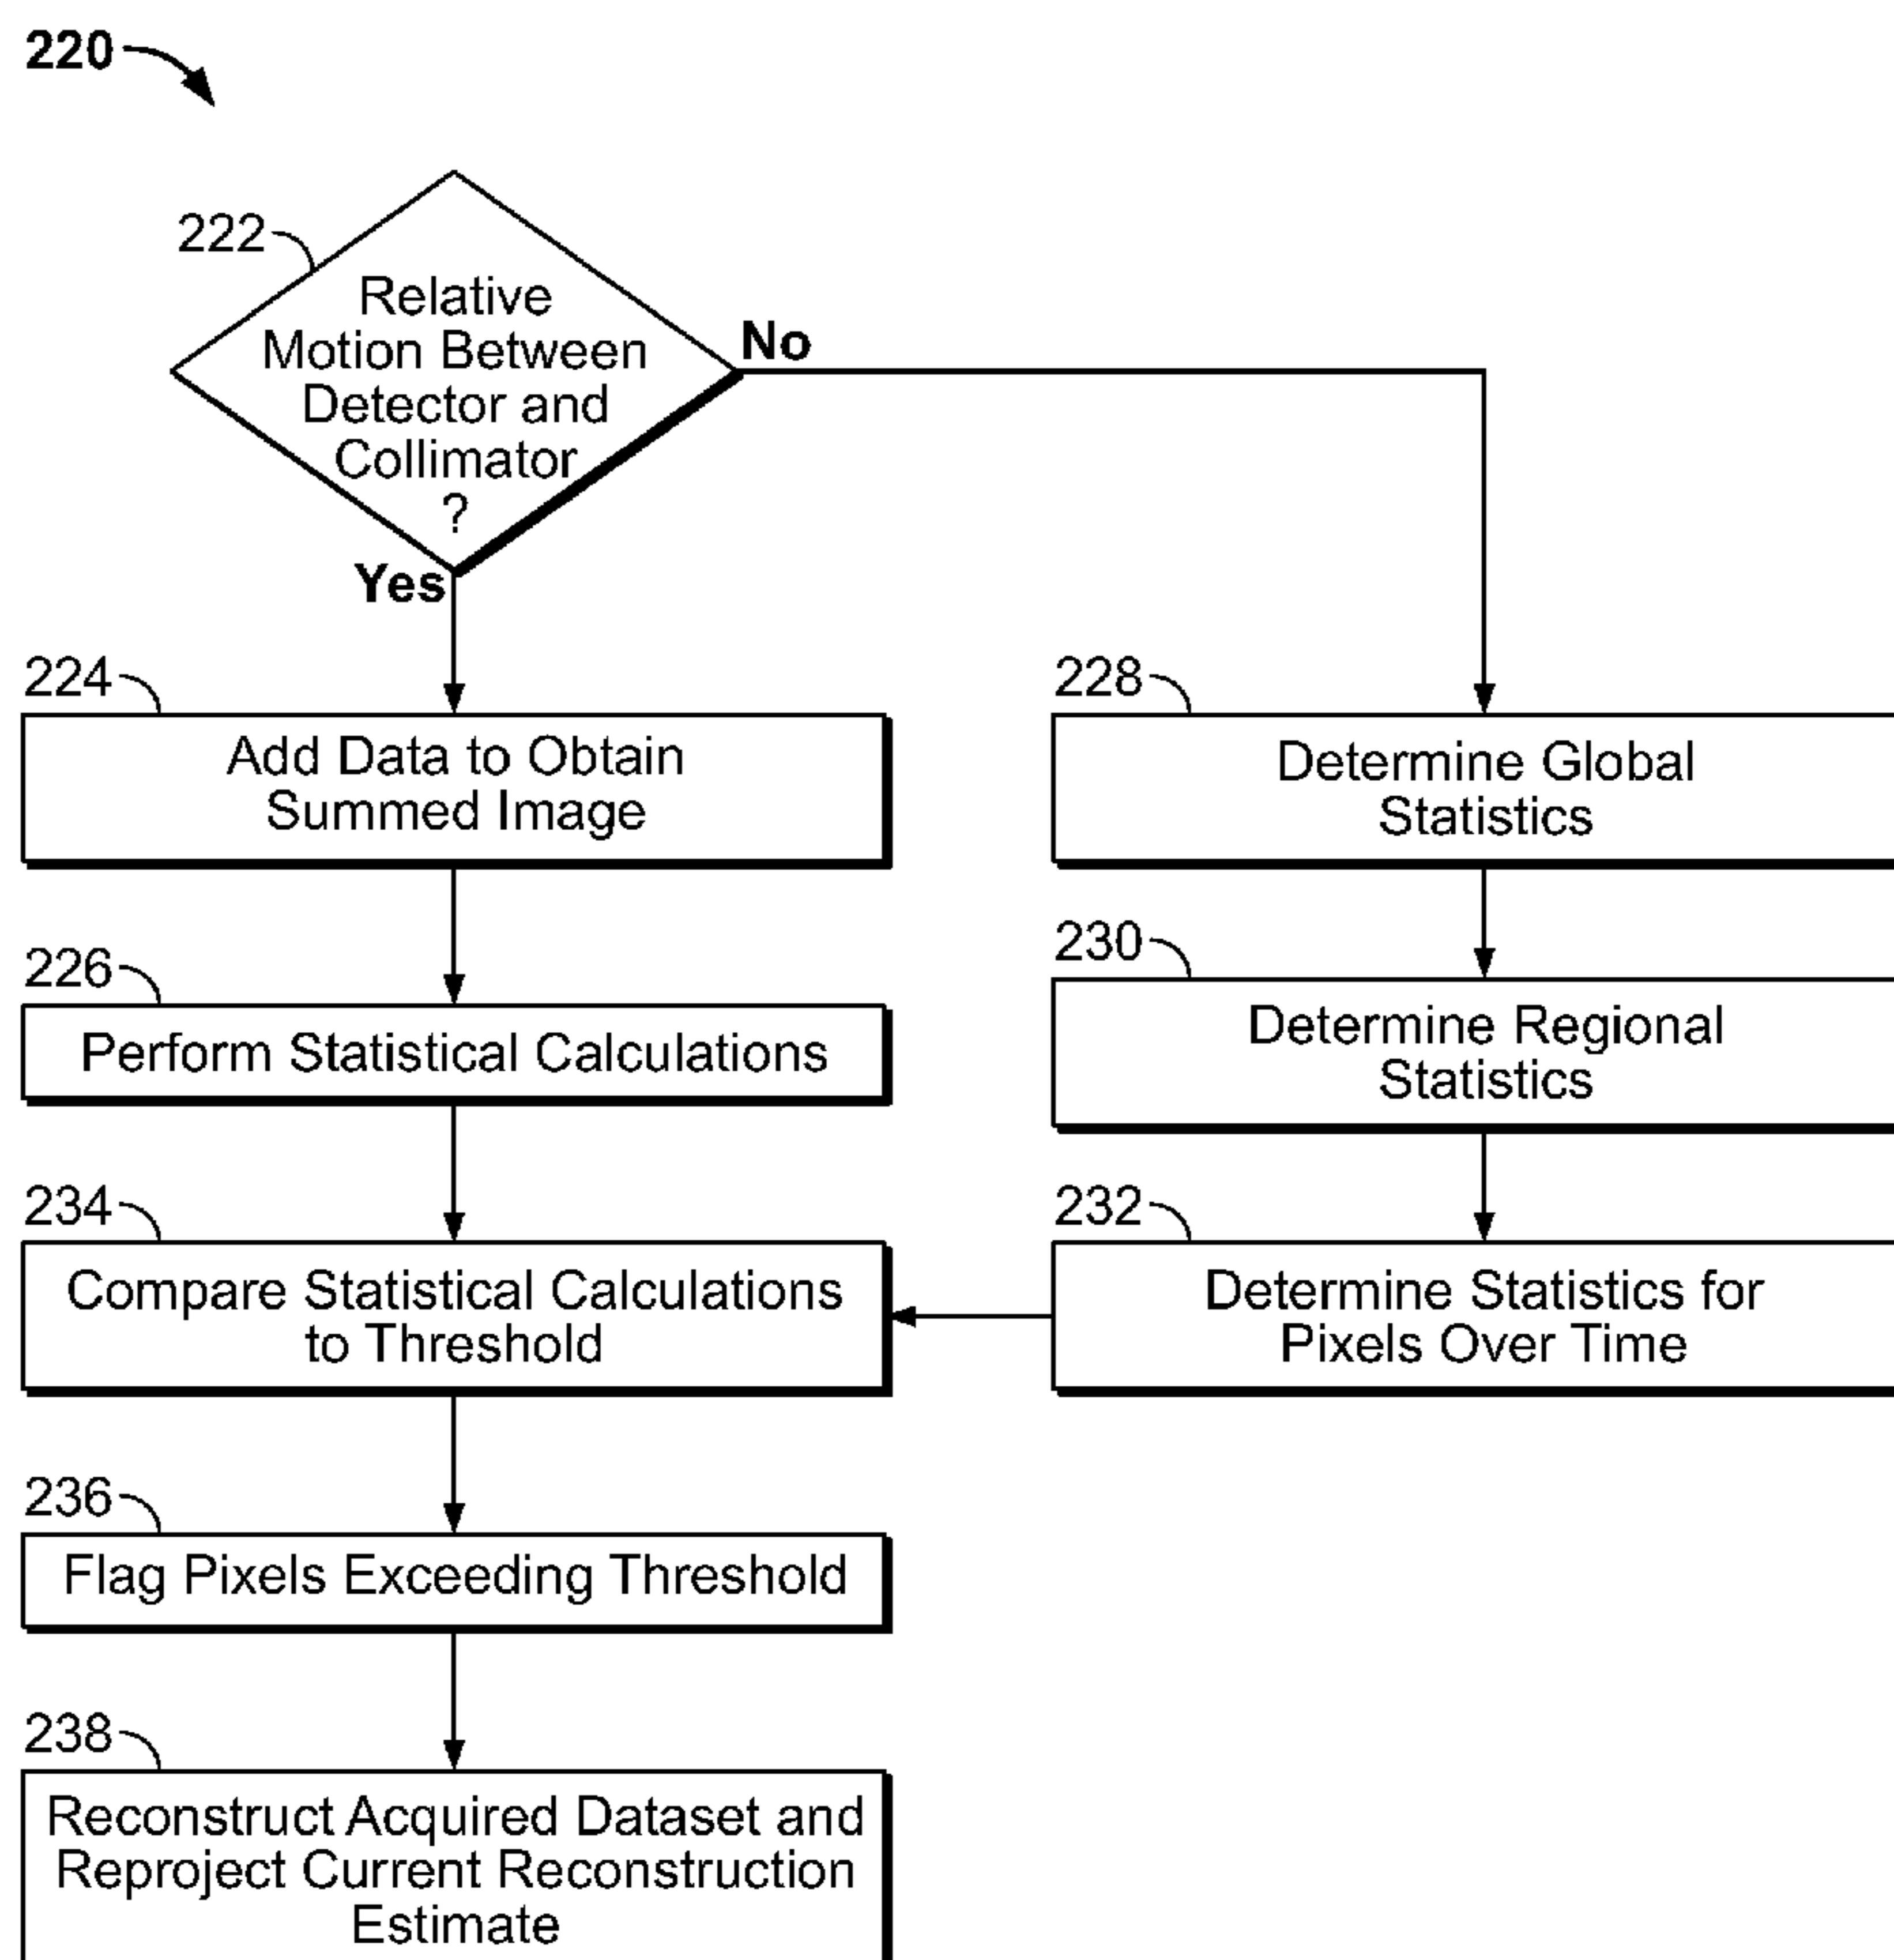 220
222
Relative
Motion Between
Detector and
Collimator
?
No
Yes
224
Add Data to Obtain
Summed Image
228
Determine Global
Statistics
226
Perform Statistical Calculations
230
Determine Regional
Statistics
234
Compare Statistical Calculations
to Threshold
232
Determine Statistics for
Pixels Over Time
236
Flag Pixels Exceeding Threshold
238
Reconstruct Acquired Dataset and
Reproject Current Reconstruction
Estimate